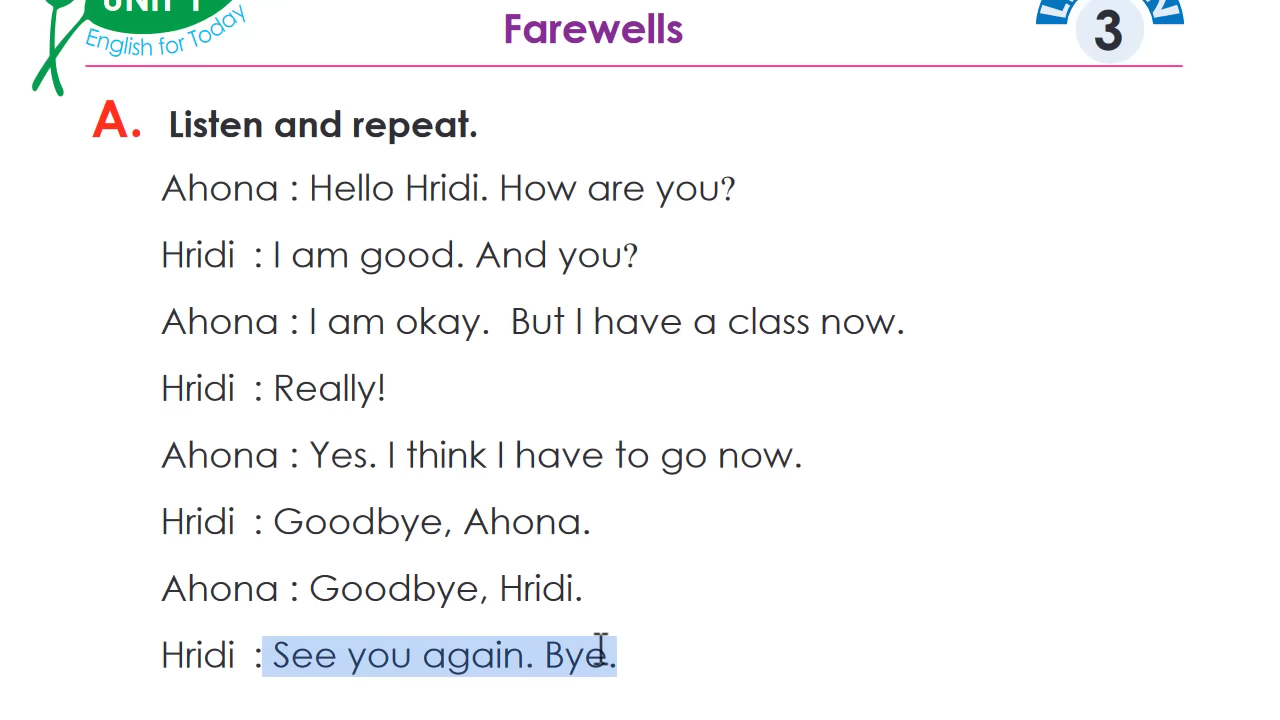 UNIT 1
English for Today
Farewells
3
A. Listen and repeat.
Ahona : Hello Hridi. How are you?
Hridi : I am good. And you?
Ahona : I am okay. But I have a class now.
Hridi : Really!
Ahona : Yes. I think I have to go now.
Hridi : Goodbye, Ahona.
Ahona : Goodbye, Hridi.
Hridi : See you again. Bye.